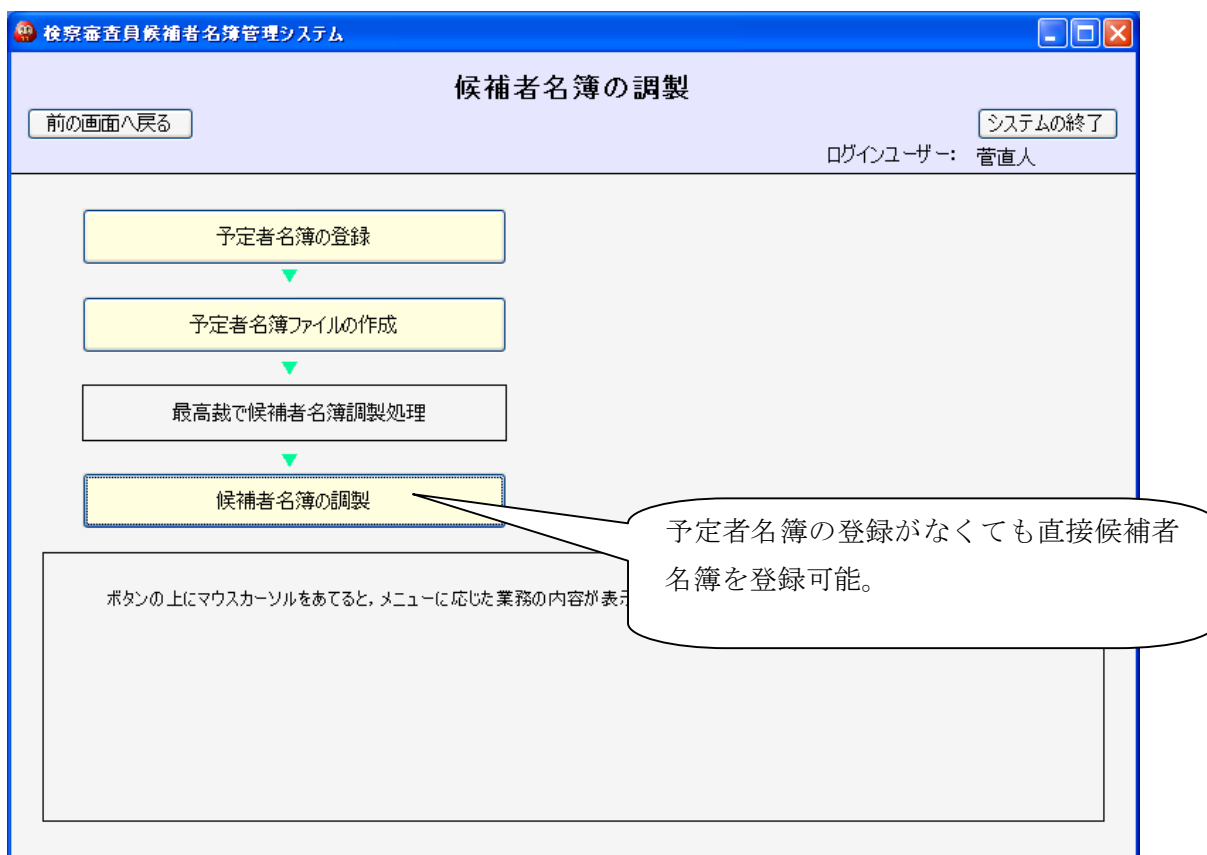 検察審査員候補者名簿管理システム
候補者名簿の調製
前の画面へ戻る
システムの終了
ログインユーザー: 菅直人
予定者名簿の登録
予定者名簿ファイルの作成
最高裁で候補者名簿調製処理
候補者名簿の調製
予定者名簿の登録がなくても直接候補者
名簿を登録可能。
ボタンの上にマウスカーソルをあてると,メニューに応じた業務の内容が表示